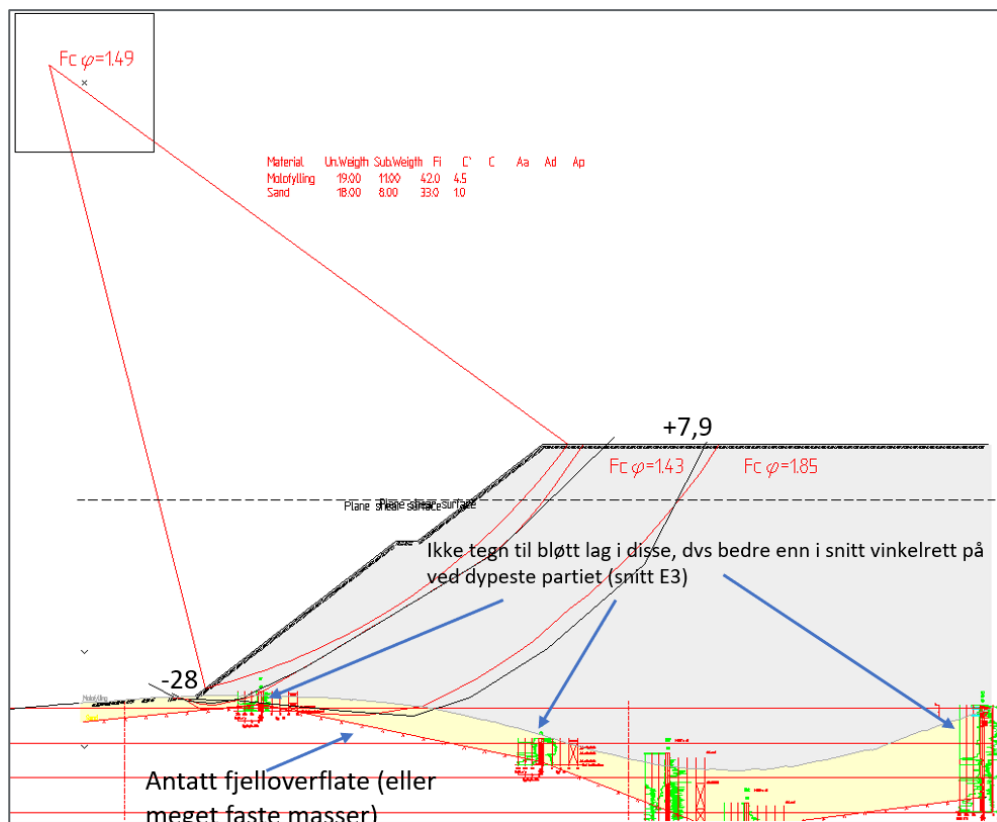 Fc φ=1.49
Material Un.Weigth Sub.Weigth Fi C' C Aa Ad Ap
Molofylling 19.00 11.00 42.0 4.5
Sand 18.00 8.00 33.0 1.0
+7,9
Fc φ=1.43 Fc φ=1.85
Plane shear surface
Plane shear surface
Ikke tegn til bløtt lag i disse, dvs bedre enn i snitt vinkelrett på
ved dypeste partiet (snitt E3)
-28
Molofylling
Antatt fjelloverflate (eller
meget faste masser)